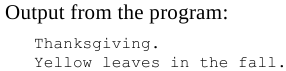 Output from the program:
Thanksgiving.
Yellow leaves in the fall.